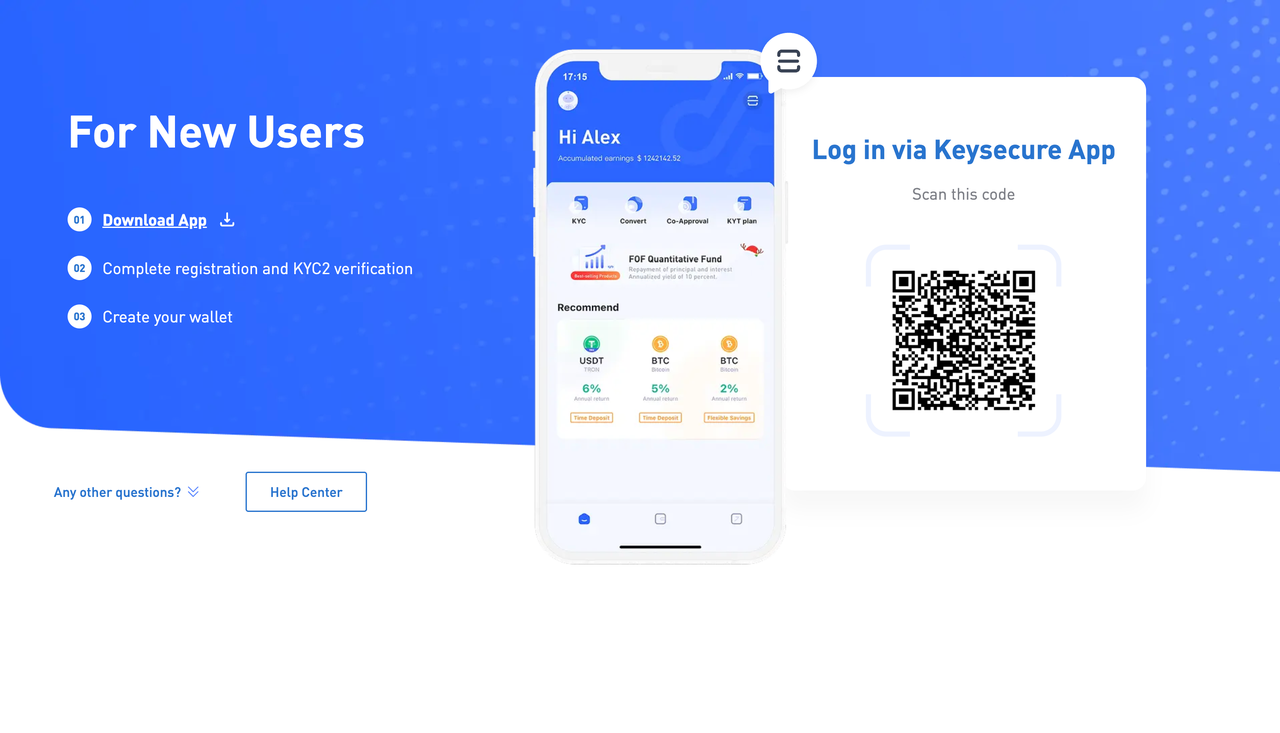 For New Users
01 Download App
02 Complete registration and KYC2 verification
03 Create your wallet
Any other questions?
Help Center
17:15
Hi Alex
Accumulated earnings $ 1242142.52
KYC Convert Co-Approval KYT plan
Best-selling Products
FOF Quantitative Fund
Repayment of principal and interest
Annualized yield of 10 percent.
Recommend
USDT BTC BTC
TRON Bitcoin Bitcoin
6% 5% 2%
Annual return Annual return Annual return
Time Deposit Time Deposit Flexible Savings
Log in via Keysecure App
Scan this code